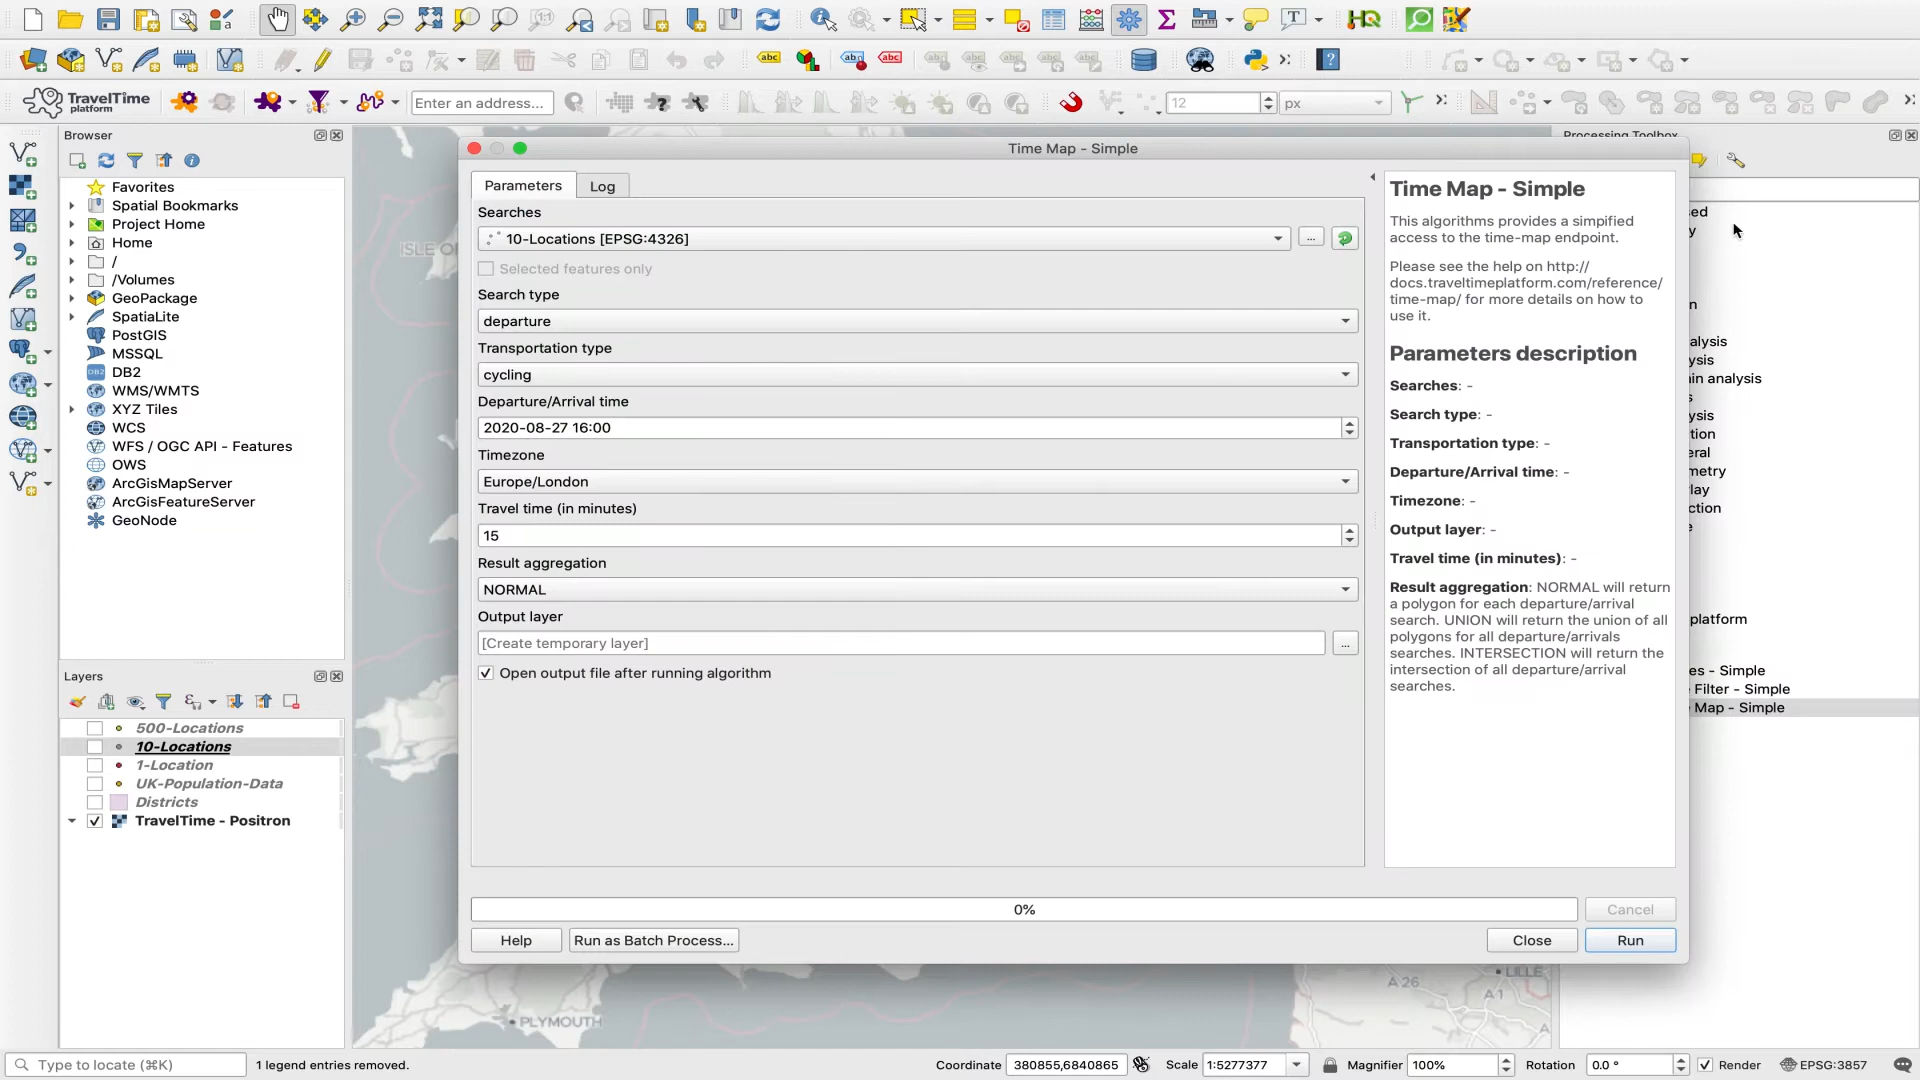 TravelTime
platform
Enter an address...
12
px
Browser
Favorites
Spatial Bookmarks
Project Home
Home
/
/Volumes
GeoPackage
SpatiaLite
PostGIS
MSSQL
DB2
WMS/WMTS
XYZ Tiles
WCS
WFS / OGC API - Features
OWS
ArcGisMapServer
ArcGisFeatureServer
GeoNode
Layers
500-Locations
10-Locations
1-Location
UK-Population-Data
Districts
TravelTime - Positron
Time Map - Simple
Parameters
Log
Searches
10-Locations [EPSG:4326]
...
Selected features only
Search type
departure
Transportation type
cycling
Departure/Arrival time
2020-08-27 16:00
Timezone
Europe/London
Travel time (in minutes)
15
Result aggregation
NORMAL
Output layer
[Create temporary layer]
...
Open output file after running algorithm
0%
Cancel
Help
Run as Batch Process...
Close
Run
Time Map - Simple
This algorithms provides a simpified
access to the time-map endpoint.
Please see the help on http://
docs.traveltimeplatform.com/reference/
time-map/ for more details on how to
use it.
Parameters description
Searches: -
Search type: -
Transportation type: -
Departure/Arrival time: -
Timezone: -
Output layer: -
Travel time (in minutes): -
Result aggregation: NORMAL will return
a polygon for each departure/arrival
search. UNION will return the union of all
polygons for all departure/arrivals
searches. INTERSECTION will return the
intersection of all departure/arrival
searches.
Processing Toolbox
alysis
in analysis
platform
es - Simple
Filter - Simple
Map - Simple
ISLE O
PLYMOUTH
LILLE
A 26
A 1
Type to locate (⌘K)
1 legend entries removed.
Coordinate 380855,6840865
Scale 1:5277377
Magnifier 100%
Rotation 0.0 °
Render
EPSG:3857